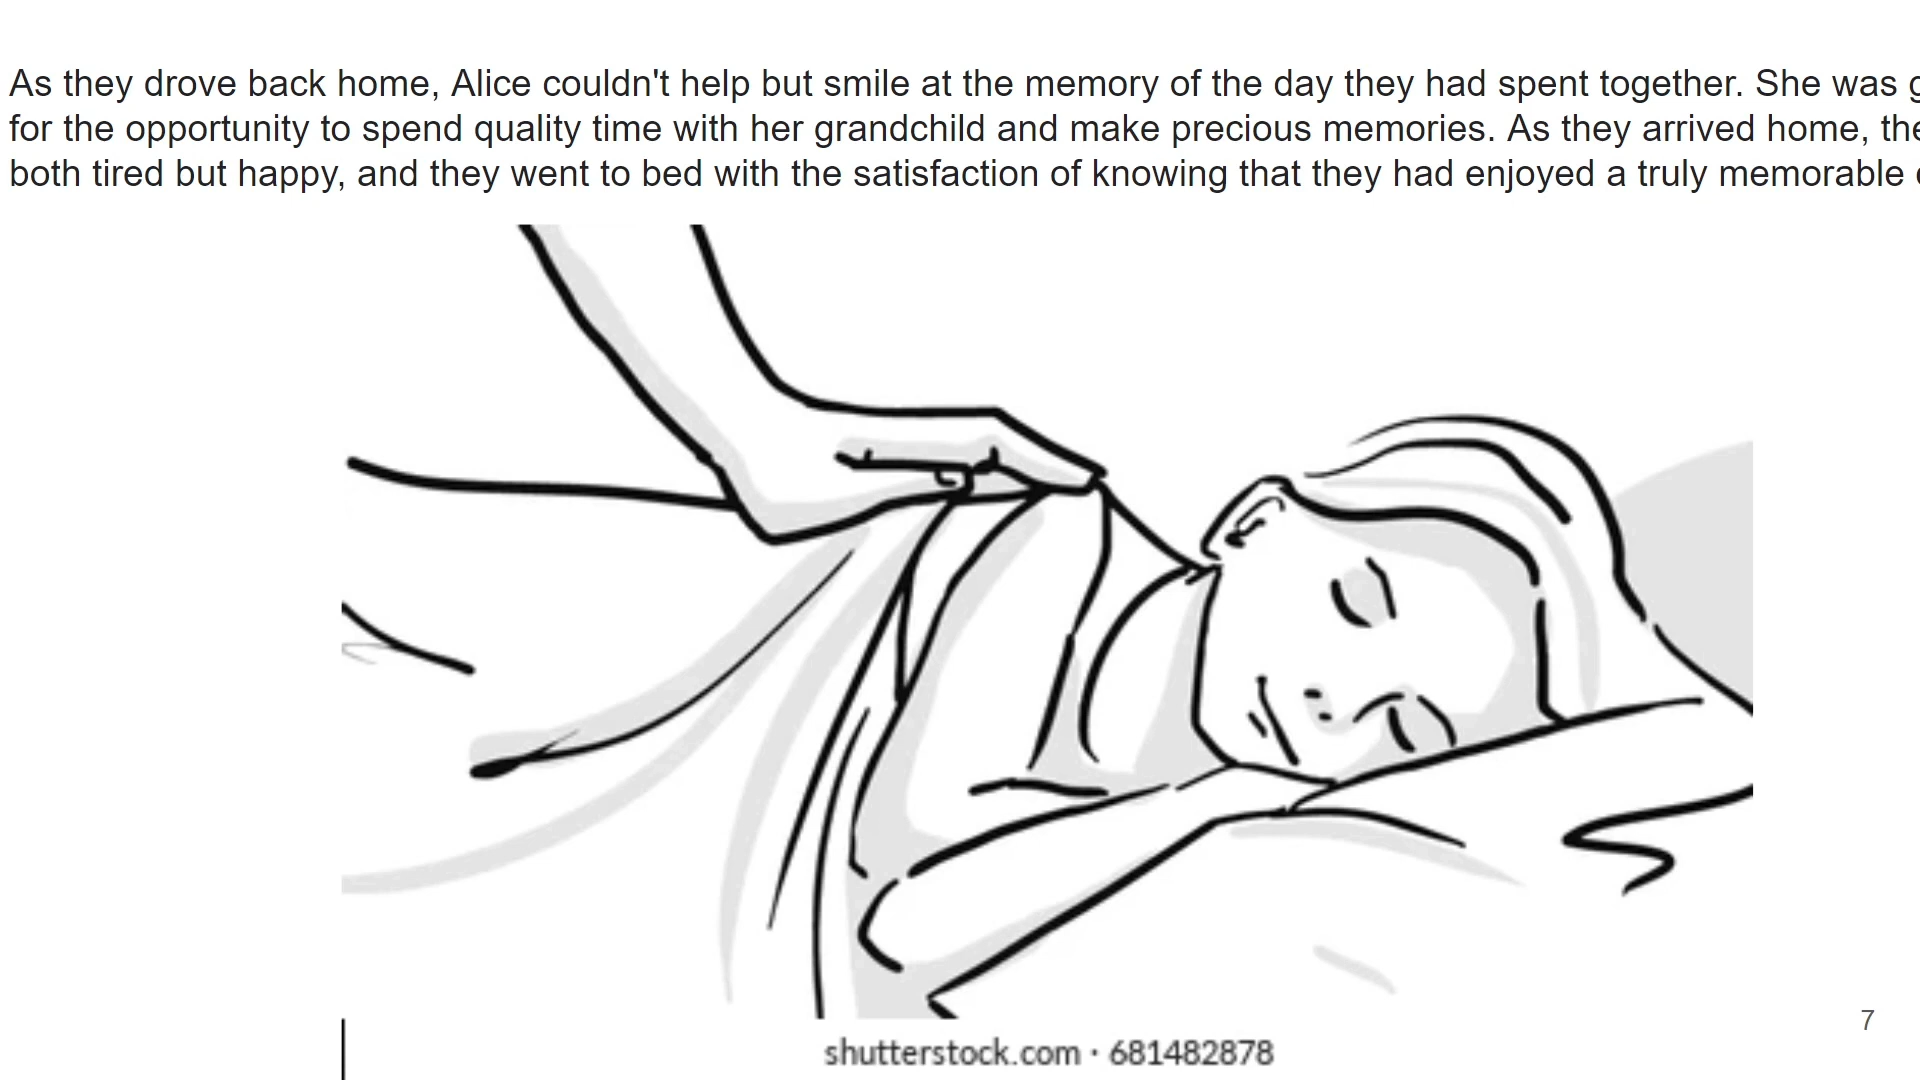 As they drove back home, Alice couldn't help but smile at the memory of the day they had spent together. She was
for the opportunity to spend quality time with her grandchild and make precious memories. As they arrived home,
both tired but happy, and they went to bed with the satisfaction of knowing that they had enjoyed a truly memorable
7
shutterstock.com · 681482878